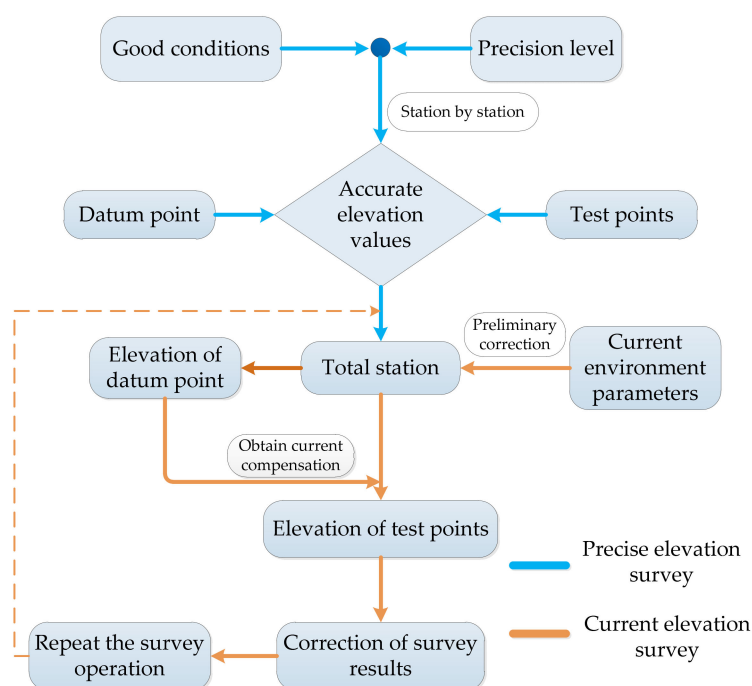 Good conditions
Precision level
Station by station
Datum point
Accurate
elevation
values
Test points
Preliminary
correction
Elevation of
datum point
Total station
Current
environment
parameters
Obtain current
compensation
Elevation of test points
Precise elevation
survey
Current elevation
survey
Repeat the survey
operation
Correction of survey
results